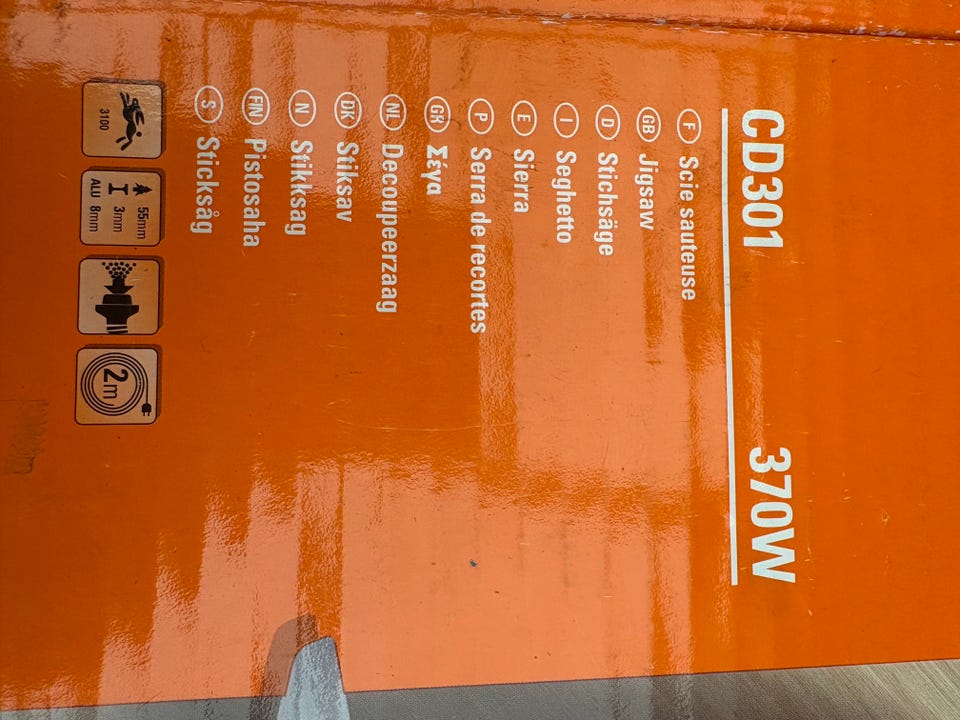 CD301 370W
F Scie sauteuse
GB Jigsaw
D Stichsäge
I Seghetto
E Sierra
P Serra de recortes
GR Σέγα
NL Decoupeerzaag
DK Stiksav
N Stikksag
FIN Pistosaha
S Sticksåg
3100
55mm
3mm
ALU 8mm
2m